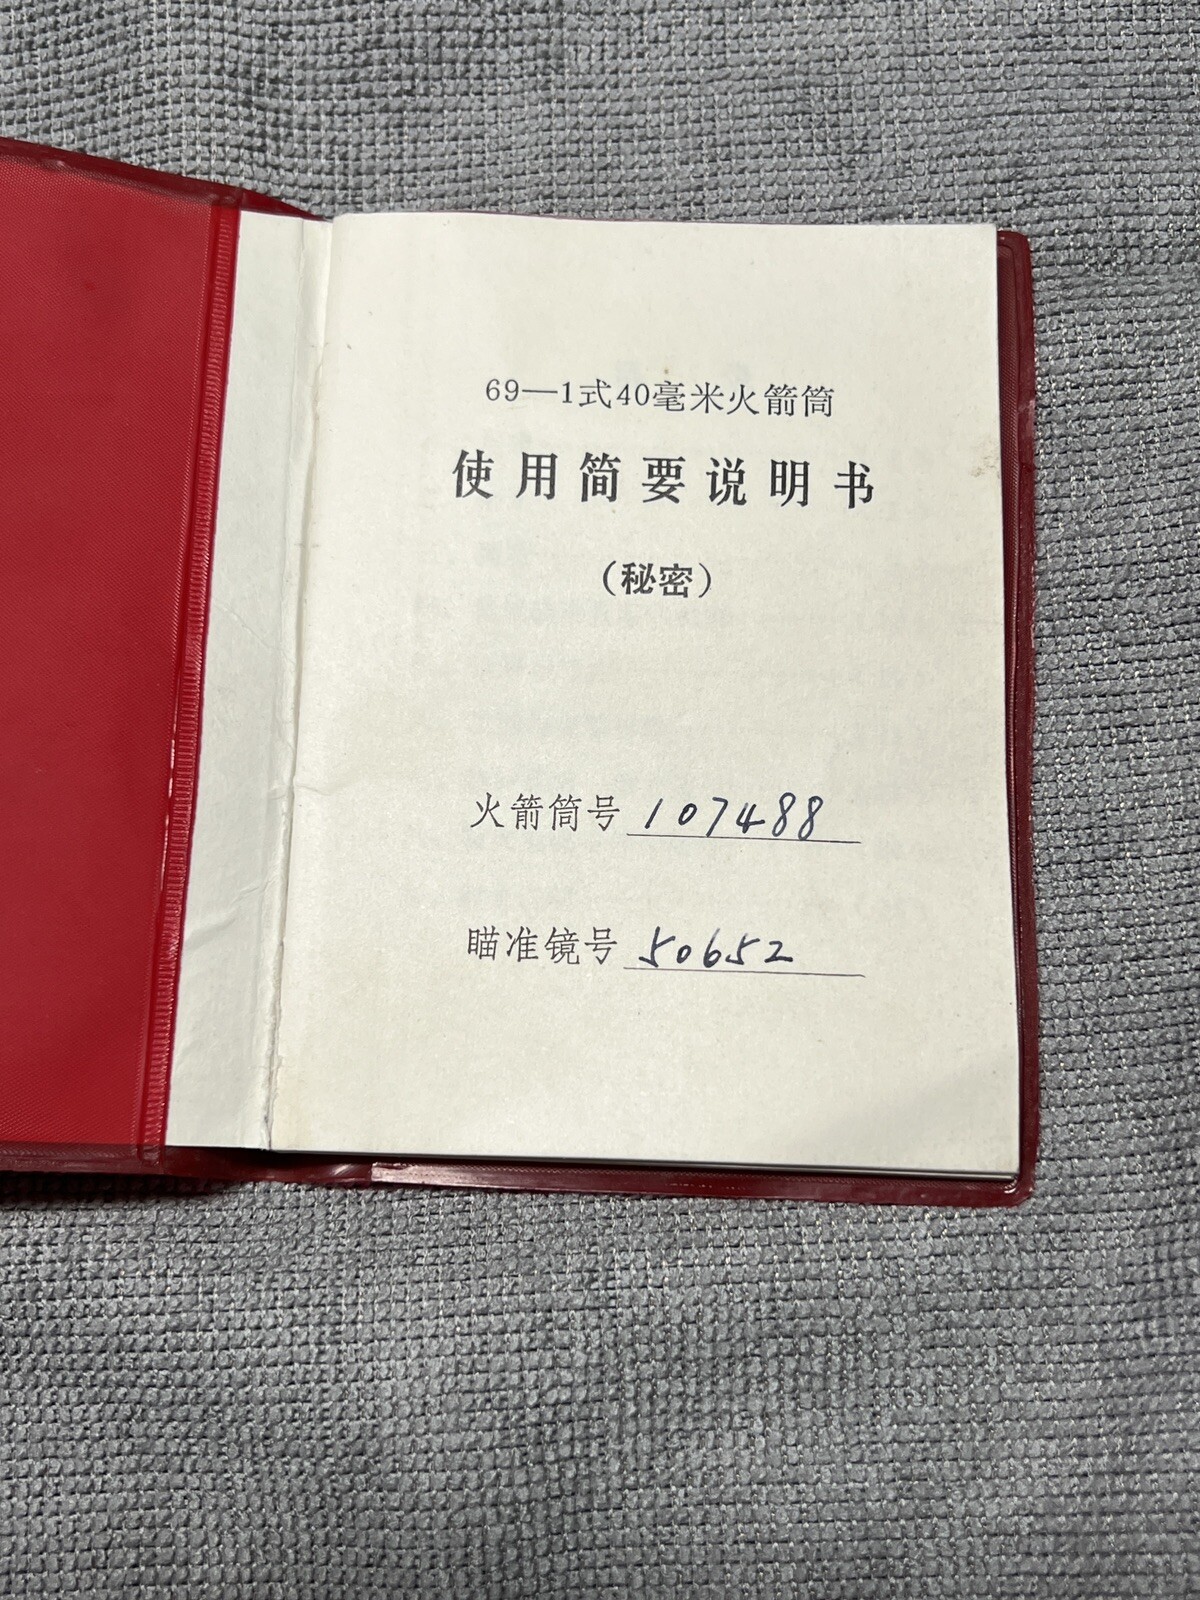 69—1式40毫米火箭筒
使用简要说明书
(秘密)
火箭筒号 107488
瞄准镜号 50652